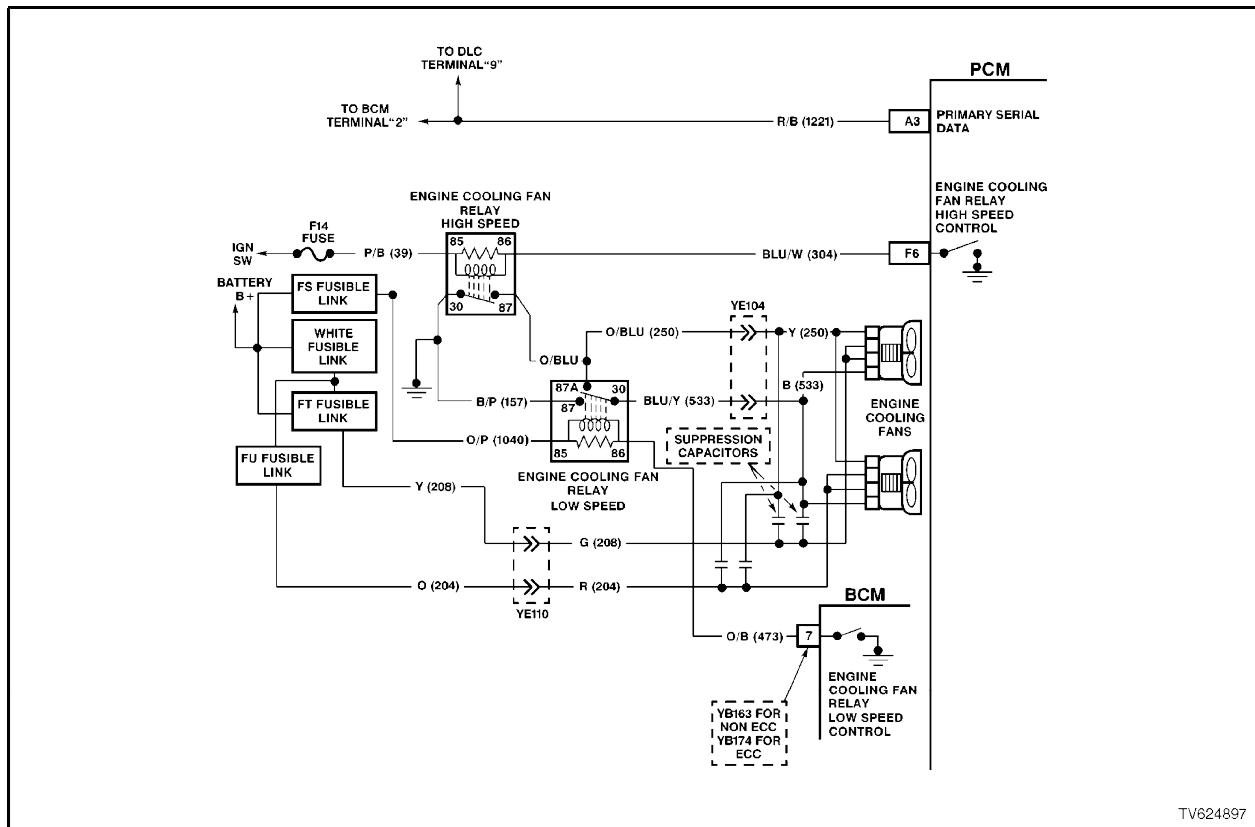 TO DLC
TERMINAL“9”
PCM
TO BCM
TERMINAL“2”
R/B (1221)
A3
PRIMARY SERIAL
DATA
ENGINE COOLING FAN
RELAY
HIGH SPEED
ENGINE COOLING
FAN RELAY
HIGH SPEED
CONTROL
F14
FUSE
IGN
SW
P/B (39)
85
86
BLU/W (304)
F6
BATTERY
B+
FS FUSIBLE
LINK
30
87
YE104
WHITE
FUSIBLE
LINK
O/BLU (250)
Y (250)
O/BLU
87A
30
B (533)
FT FUSIBLE
LINK
B/P (157)
87
BLU/Y (533)
ENGINE
COOLING
FANS
O/P (1040)
85
86
SUPPRESSION
CAPACITORS
FU FUSIBLE
LINK
ENGINE COOLING FAN
RELAY
LOW SPEED
Y (208)
G (208)
O (204)
R (204)
YE110
BCM
O/B (473)
7
ENGINE
COOLING FAN
RELAY
LOW SPEED
CONTROL
YB163 FOR
NON ECC
YB174 FOR
ECC
TV624897